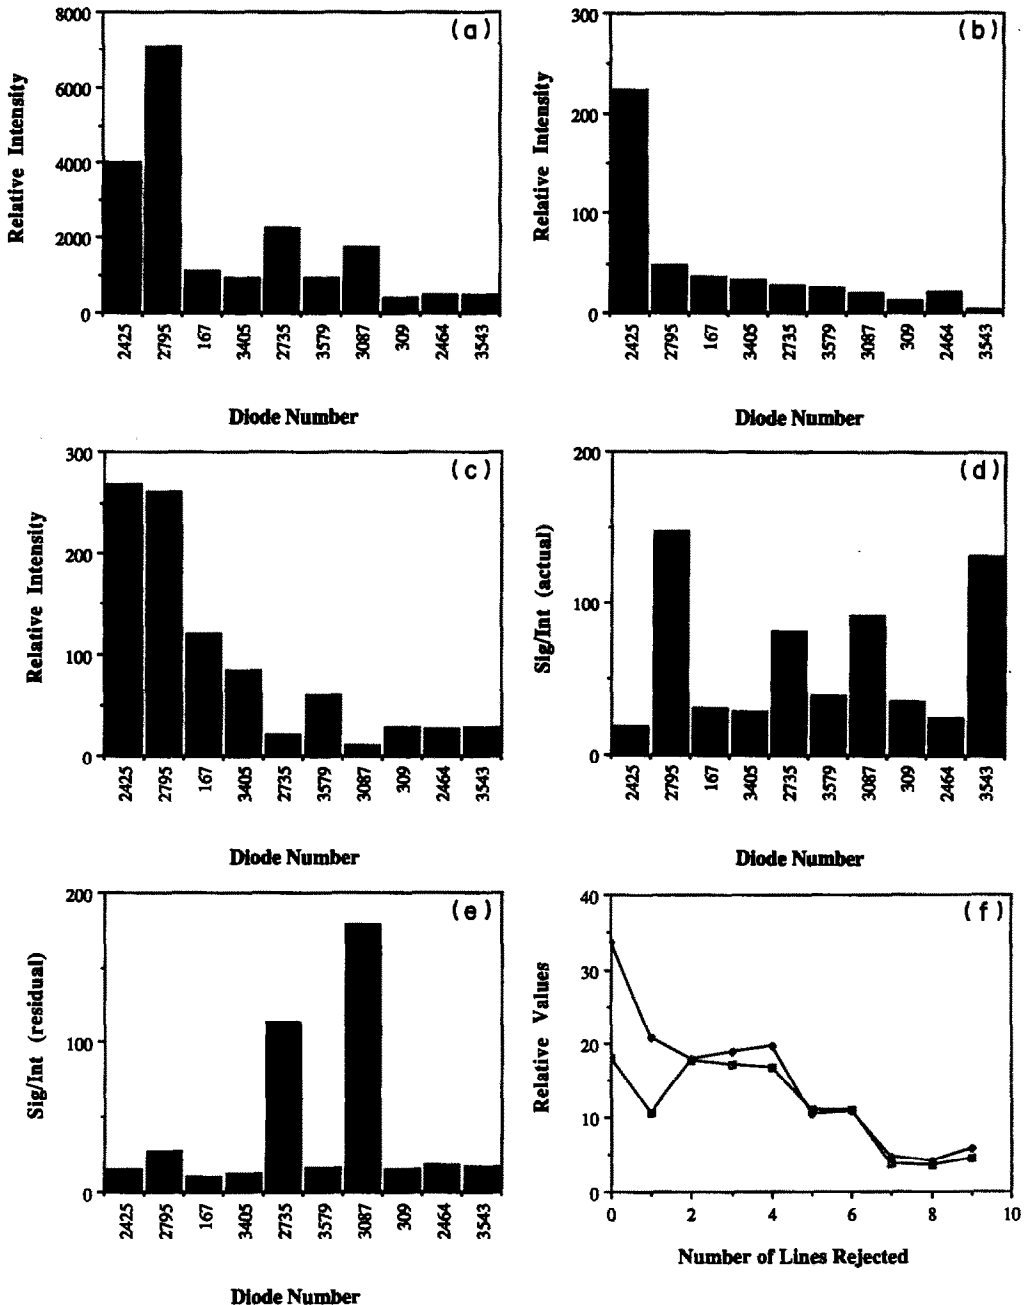 (a)
Relative Intensity
8000
6000
4000
2000
0
2425 2795 167 3405 2735 3579 3087 309 2464 3543
Diode Number
(b)
Relative Intensity
300
200
100
0
2425 2795 167 3405 2735 3579 3087 309 2464 3543
Diode Number
(c)
Relative Intensity
300
200
100
0
2425 2795 167 3405 2735 3579 3087 309 2464 3543
Diode Number
(d)
Sig/Int (actual)
200
100
0
2425 2795 167 3405 2735 3579 3087 309 2464 3543
Diode Number
(e)
Sig/Int (residual)
200
100
0
2425 2795 167 3405 2735 3579 3087 309 2464 3543
Diode Number
(f)
Relative Values
40
30
20
10
0
0 2 4 6 8 10
Number of Lines Rejected